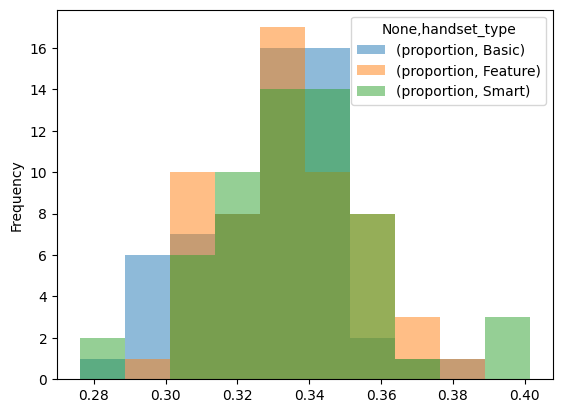 None,handset_type
(proportion, Basic)
(proportion, Feature)
(proportion, Smart)
Frequency
16
14
12
10
8
6
4
2
0
0.28 0.30 0.32 0.34 0.36 0.38 0.40